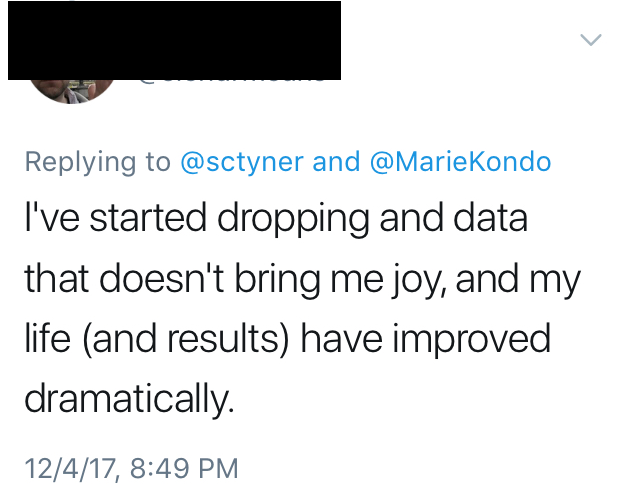 Replying to @sctyner and @MarieKondo
I've started dropping and data
that doesn't bring me joy, and my
life (and results) have improved
dramatically.
12/4/17, 8:49 PM